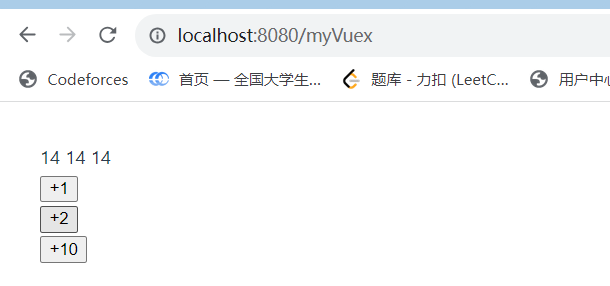 localhost:8080/myVuex
Codeforces 首页 — 全国大学生... 题库 - 力扣 (LeetC... 用户中心
14 14 14
+1
+2
+10